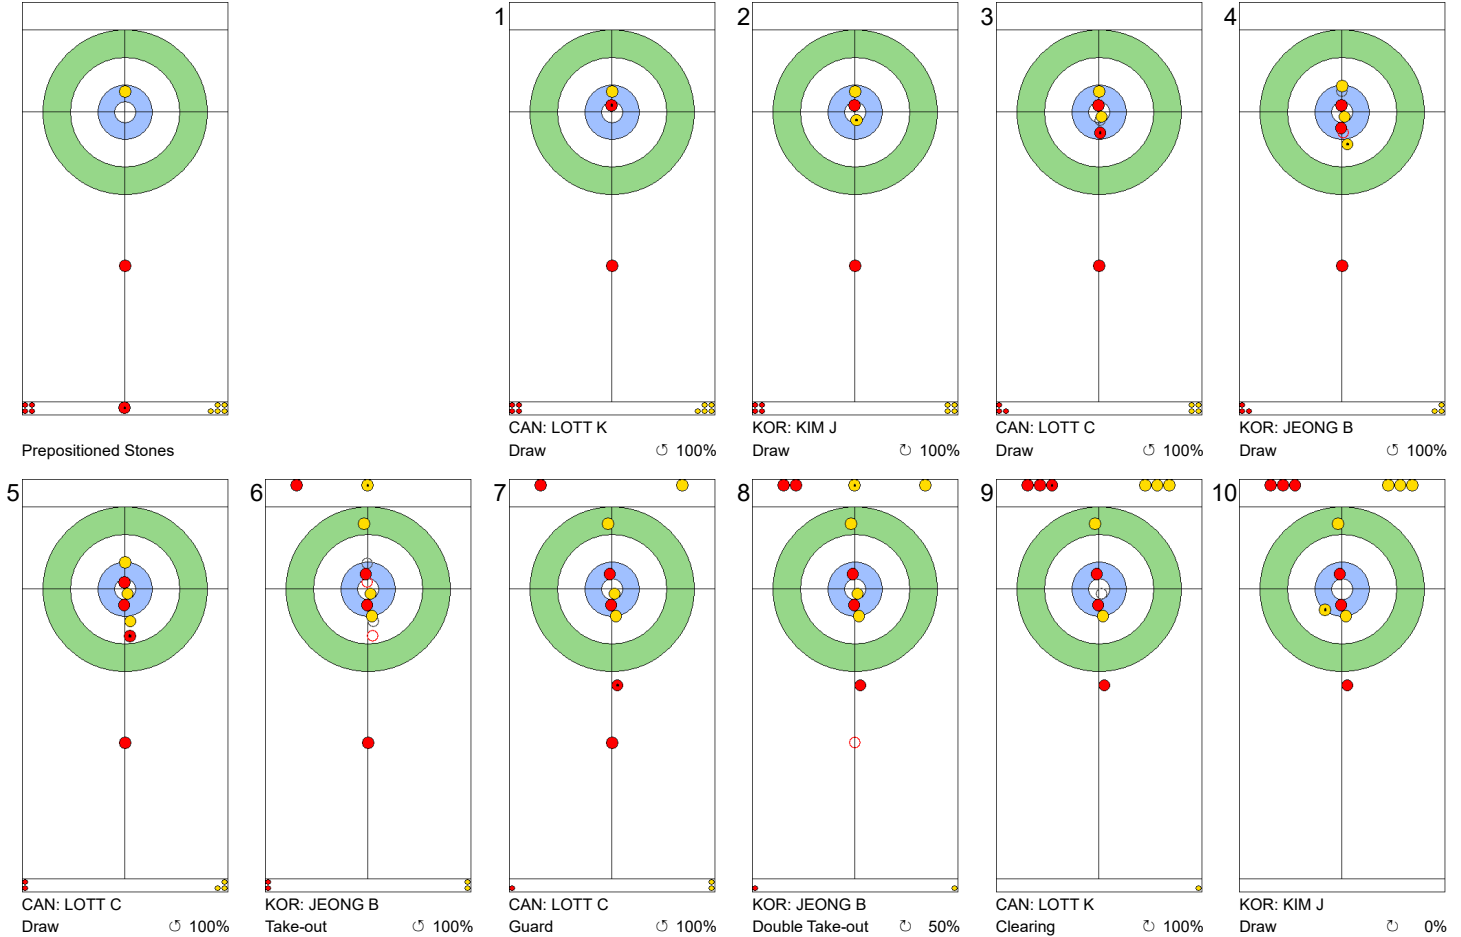 1
2
3
4
Prepositioned Stones
CAN: LOTT K
Draw ↺ 100%
KOR: KIM J
Draw ↻ 100%
CAN: LOTT C
Draw ↺ 100%
KOR: JEONG B
Draw ↺ 100%
5
6
7
8
9
10
CAN: LOTT C
Draw ↺ 100%
KOR: JEONG B
Take-out ↺ 100%
CAN: LOTT C
Guard ↺ 100%
KOR: JEONG B
Double Take-out ↻ 50%
CAN: LOTT K
Clearing ↺ 100%
KOR: KIM J
Draw ↻ 0%